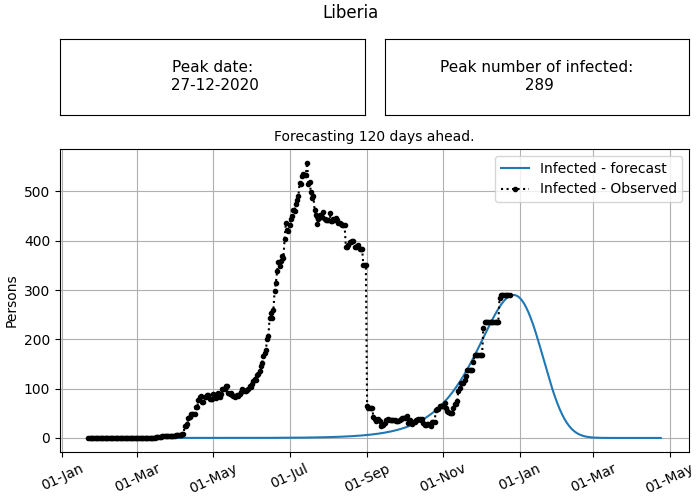 Liberia
Peak date:
27-12-2020
Peak number of infected:
289
Forecasting 120 days ahead.
Infected - forecast
Infected - Observed
500
400
300
200
100
0
Persons
01-Jan
01-Mar
01-May
01-Jul
01-Sep
01-Nov
01-Jan
01-Mar
01-May